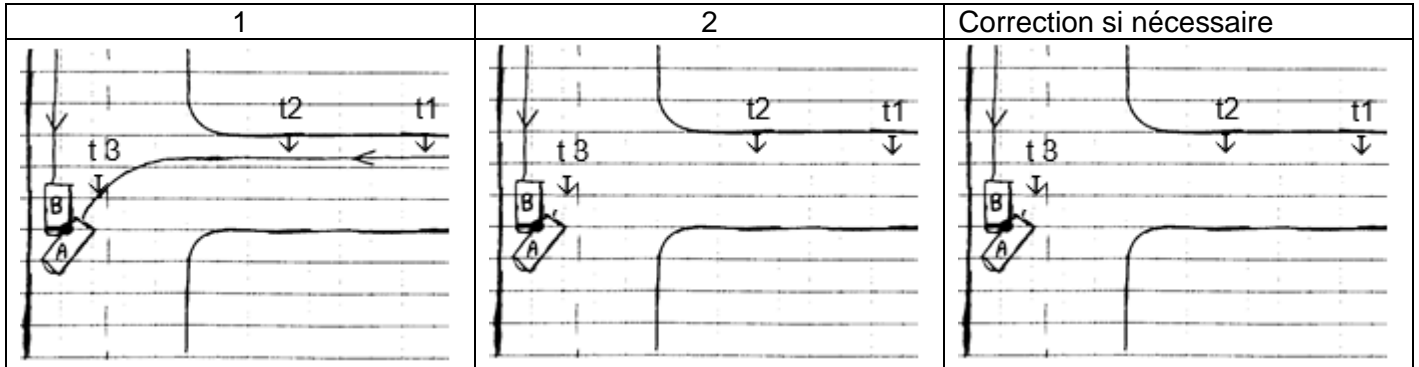 1 2 Correction si nécessaire
t2 t1 t2 t1 t2 t1
t 3 t 3 t 3
B B B
A A A